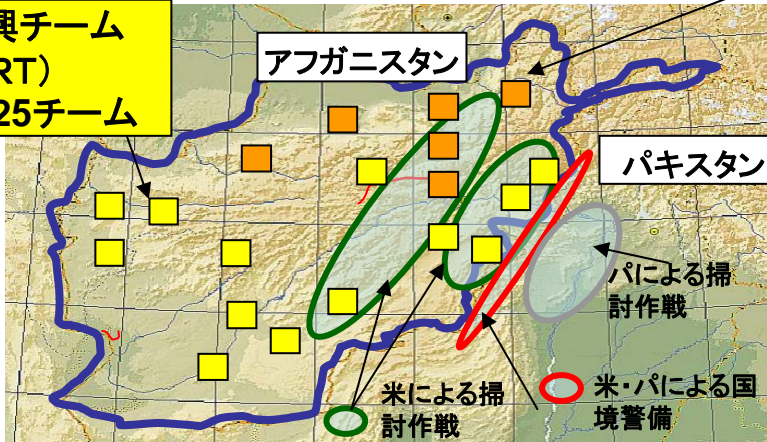 興チーム
RT)
25チーム
アフガニスタン
パキスタン
パによる掃
討作戦
米による掃
討作戦
米・パによる国
境警備